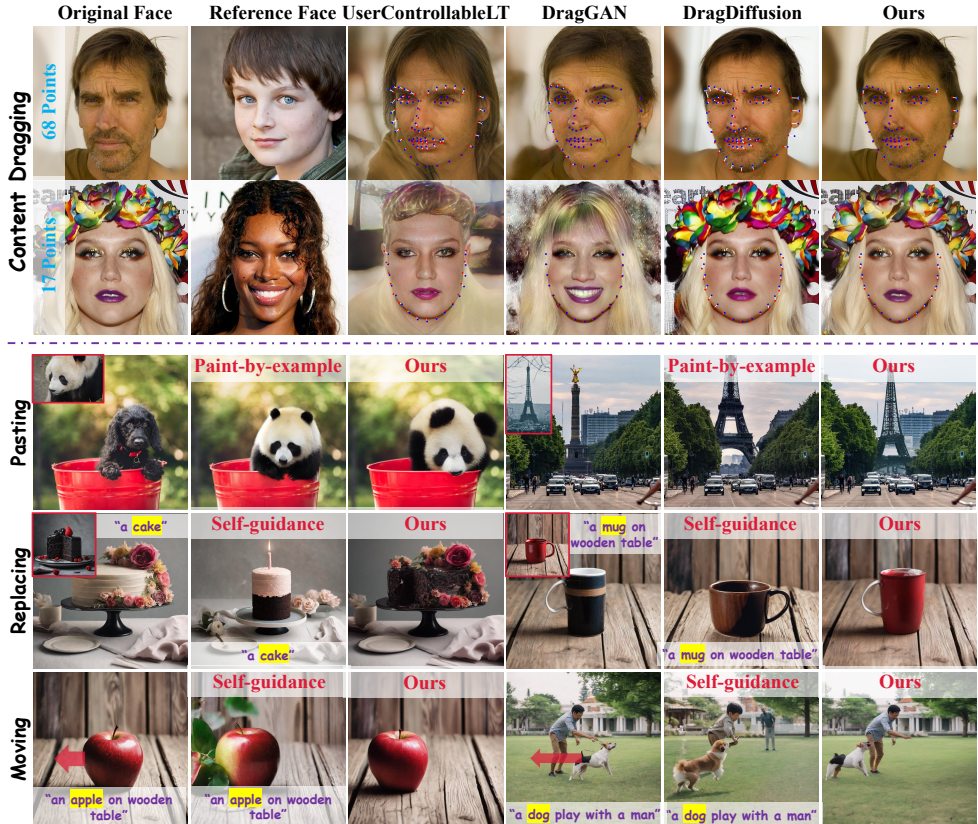 Original Face Reference Face UserControllableLT DragGAN DragDiffusion Ours
Content Dragging
68 Points
17 Points
Pasting
Paint-by-example
Ours
Paint-by-example
Ours
Replacing
"a cake"
Self-guidance
"a cake"
Ours
"a mug on
wooden table"
Self-guidance
"a mug on wooden table"
Ours
Moving
"an apple on wooden
table"
Self-guidance
"an apple on wooden
table"
Ours
"a dog play with a man"
Self-guidance
"a dog play with a man"
Ours